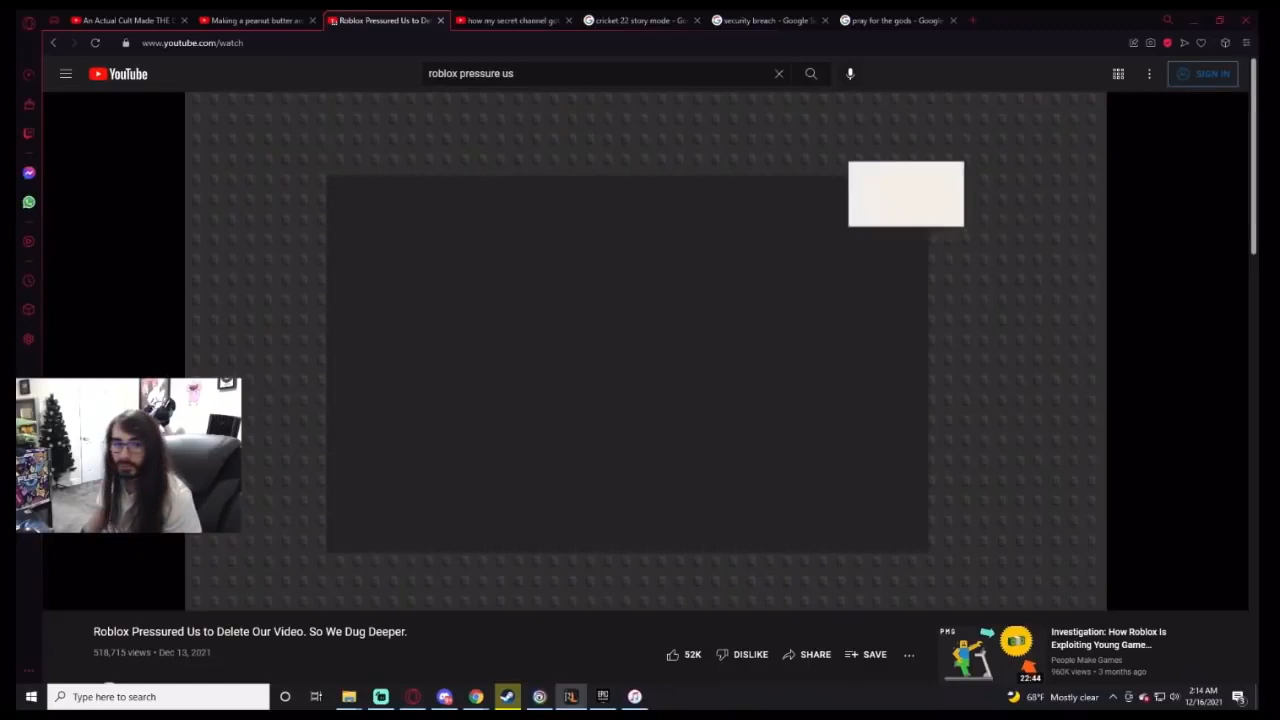 An Actual Cult Made THE
Making a peanut butter an
Roblox Pressured Us to De
how my secret channel go
cricket 22 story mode - Go
security breach - Google S
pray for the gods - Google
www.youtube.com/watch
YouTube
roblox pressure us
SIGN IN
Roblox Pressured Us to Delete Our Video. So We Dug Deeper.
518,715 views • Dec 13, 2021
52K
DISLIKE
SHARE
SAVE
PMG
22:44
Investigation: How Roblox Is
Exploiting Young Game...
People Make Games
960K views • 3 months ago
Type here to search
68°F Mostly clear
2:14 AM
12/16/2021
3